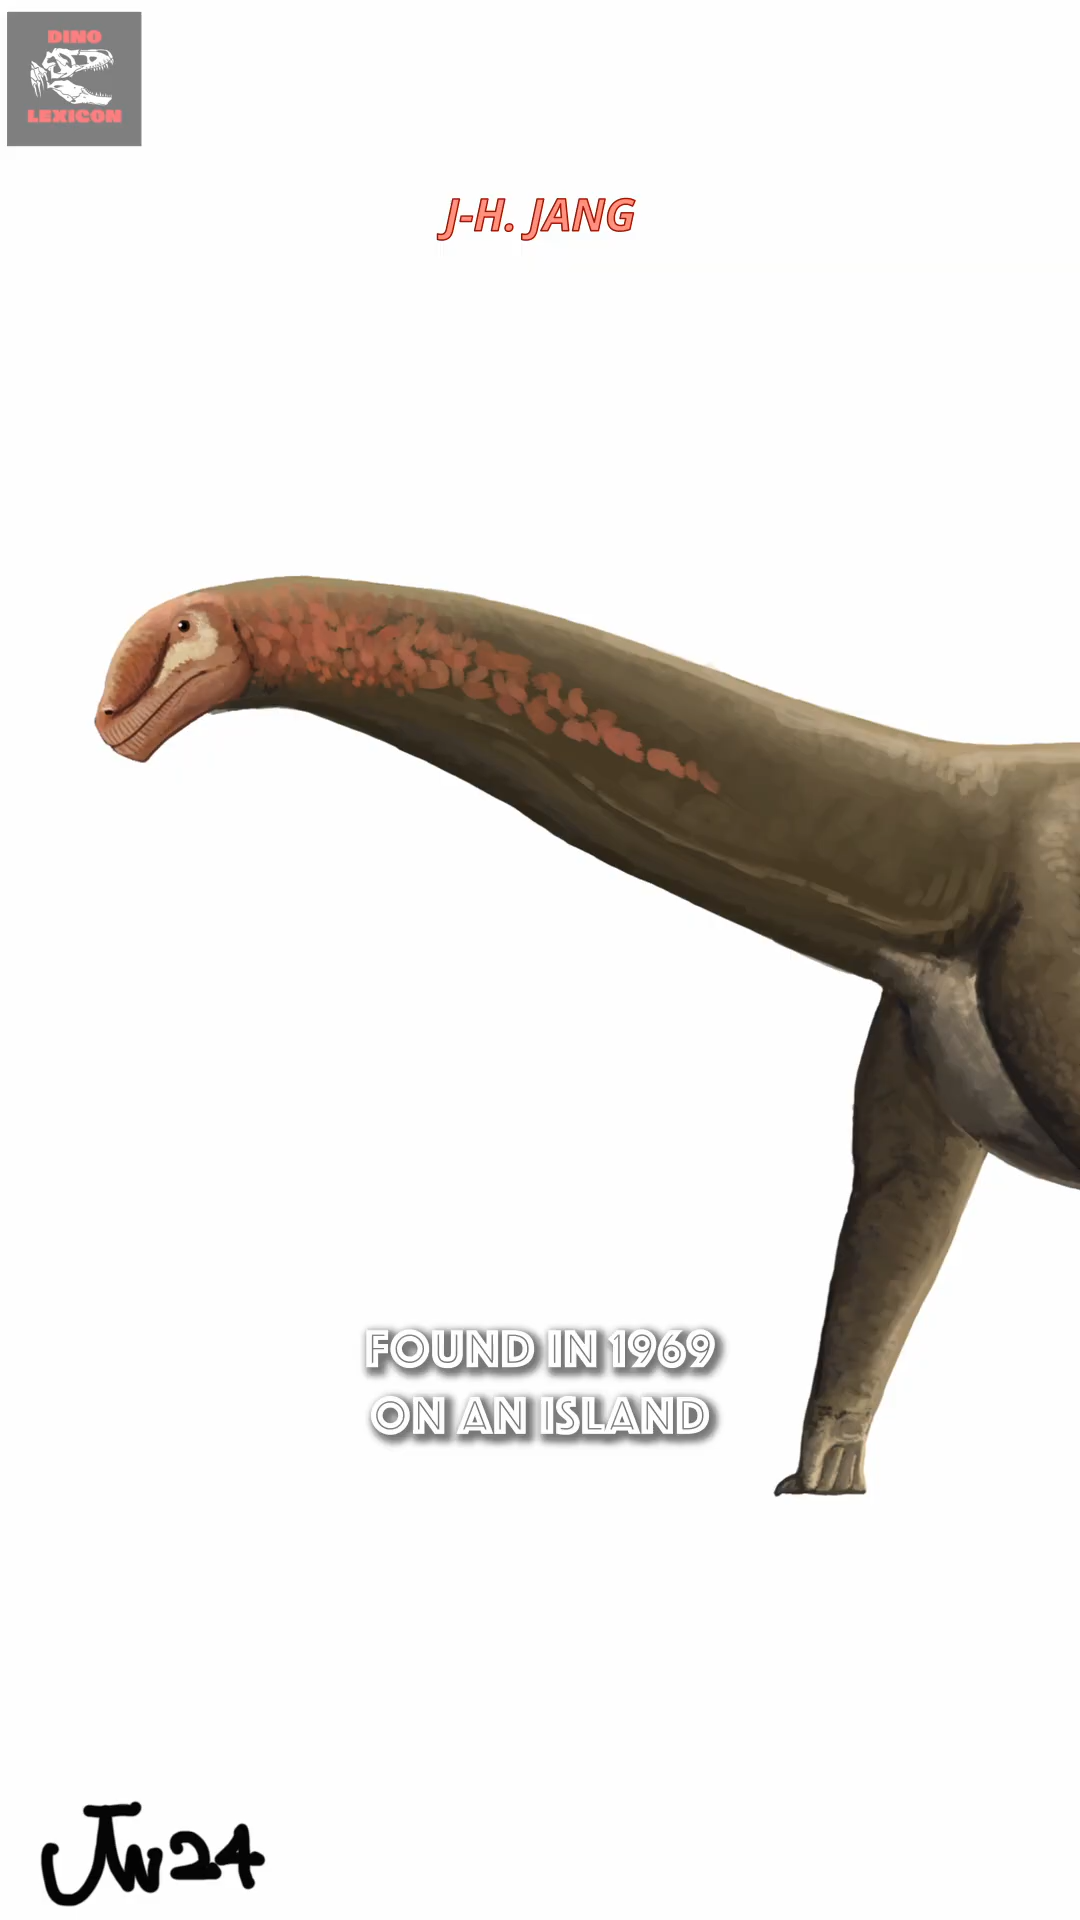 DINO
LEXICON
J-H. JANG
FOUND IN 1969
ON AN ISLAND
JW24